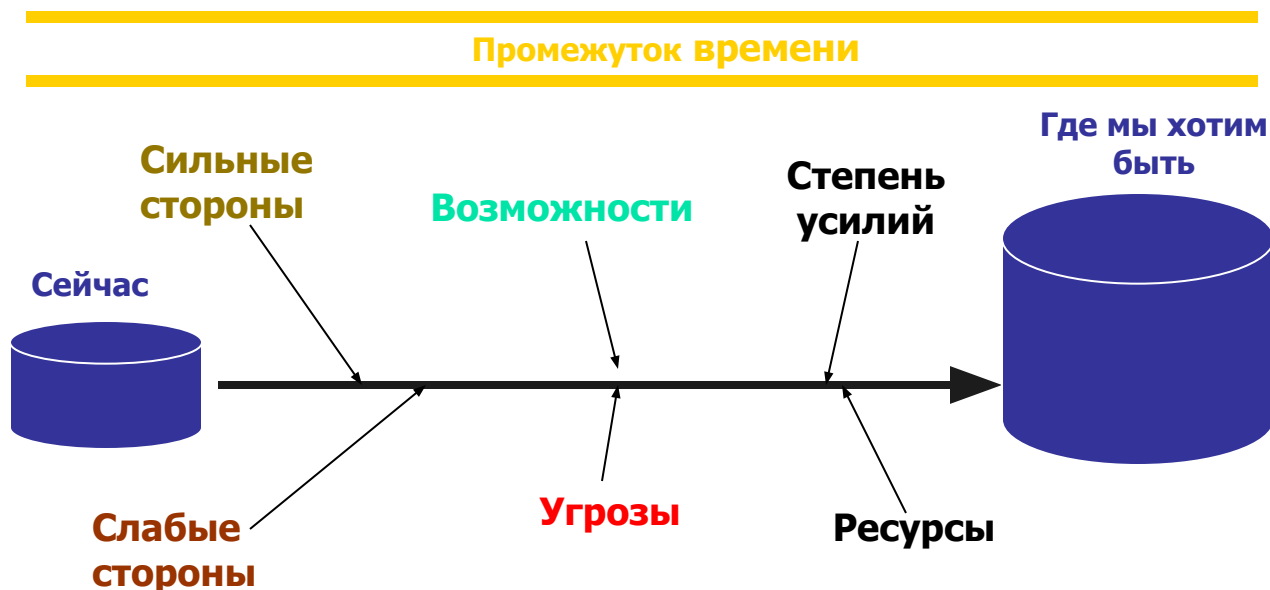 Промежуток времени
Где мы хотим
быть
Сильные
стороны
Возможности
Степень
усилий
Сейчас
Слабые
стороны
Угрозы
Ресурсы